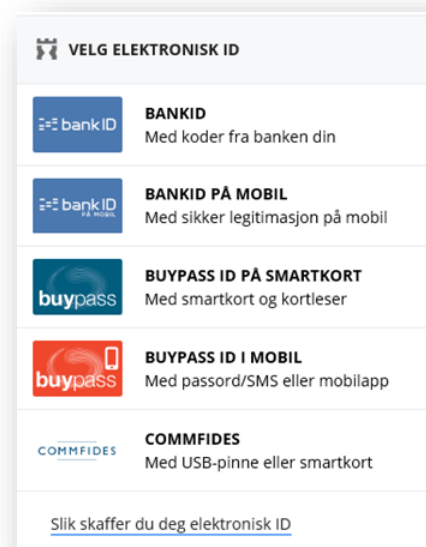 VELG ELEKTRONISK ID
bankID
BANKID
Med koder fra banken din
bankID
PÅ MOBIL
BANKID PÅ MOBIL
Med sikker legitimasjon på mobil
buypass
BUYPASS ID PÅ SMARTKORT
Med smartkort og kortleser
buypass
BUYPASS ID I MOBIL
Med passord/SMS eller mobilapp
COMMFIDES
COMMFIDES
Med USB-pinne eller smartkort
Slik skaffer du deg elektronisk ID